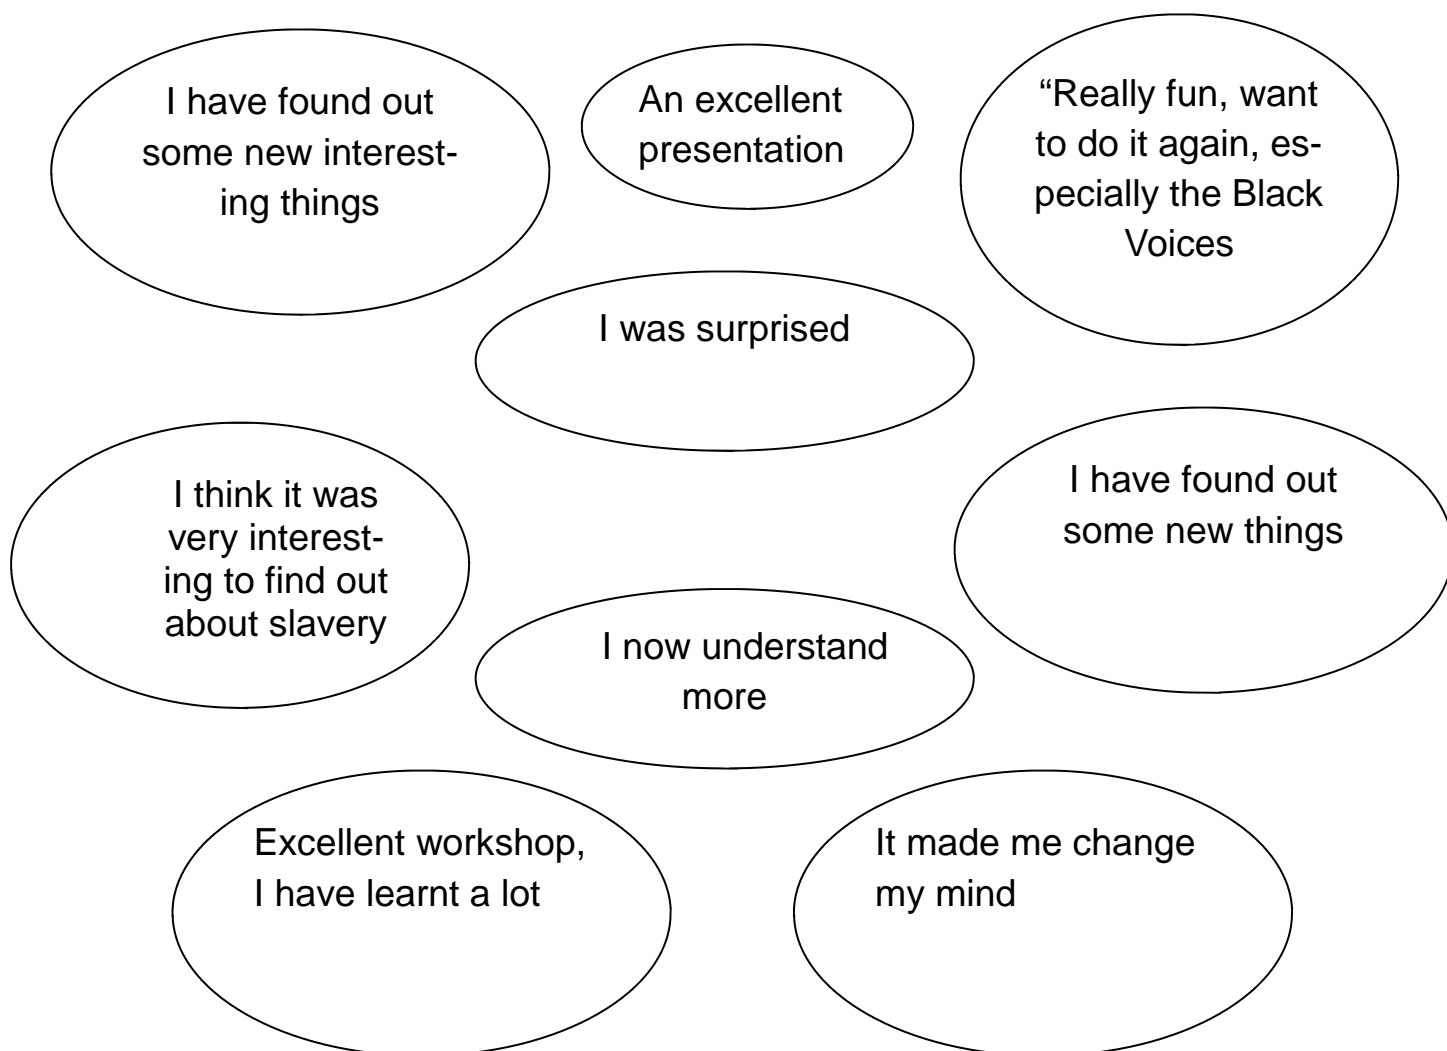 I have found out
some new interest-
ing things
An excellent
presentation
“Really fun, want
to do it again, es-
pecially the Black
Voices
I was surprised
I think it was
very interest-
ing to find out
about slavery
I have found out
some new things
I now understand
more
Excellent workshop,
I have learnt a lot
It made me change
my mind